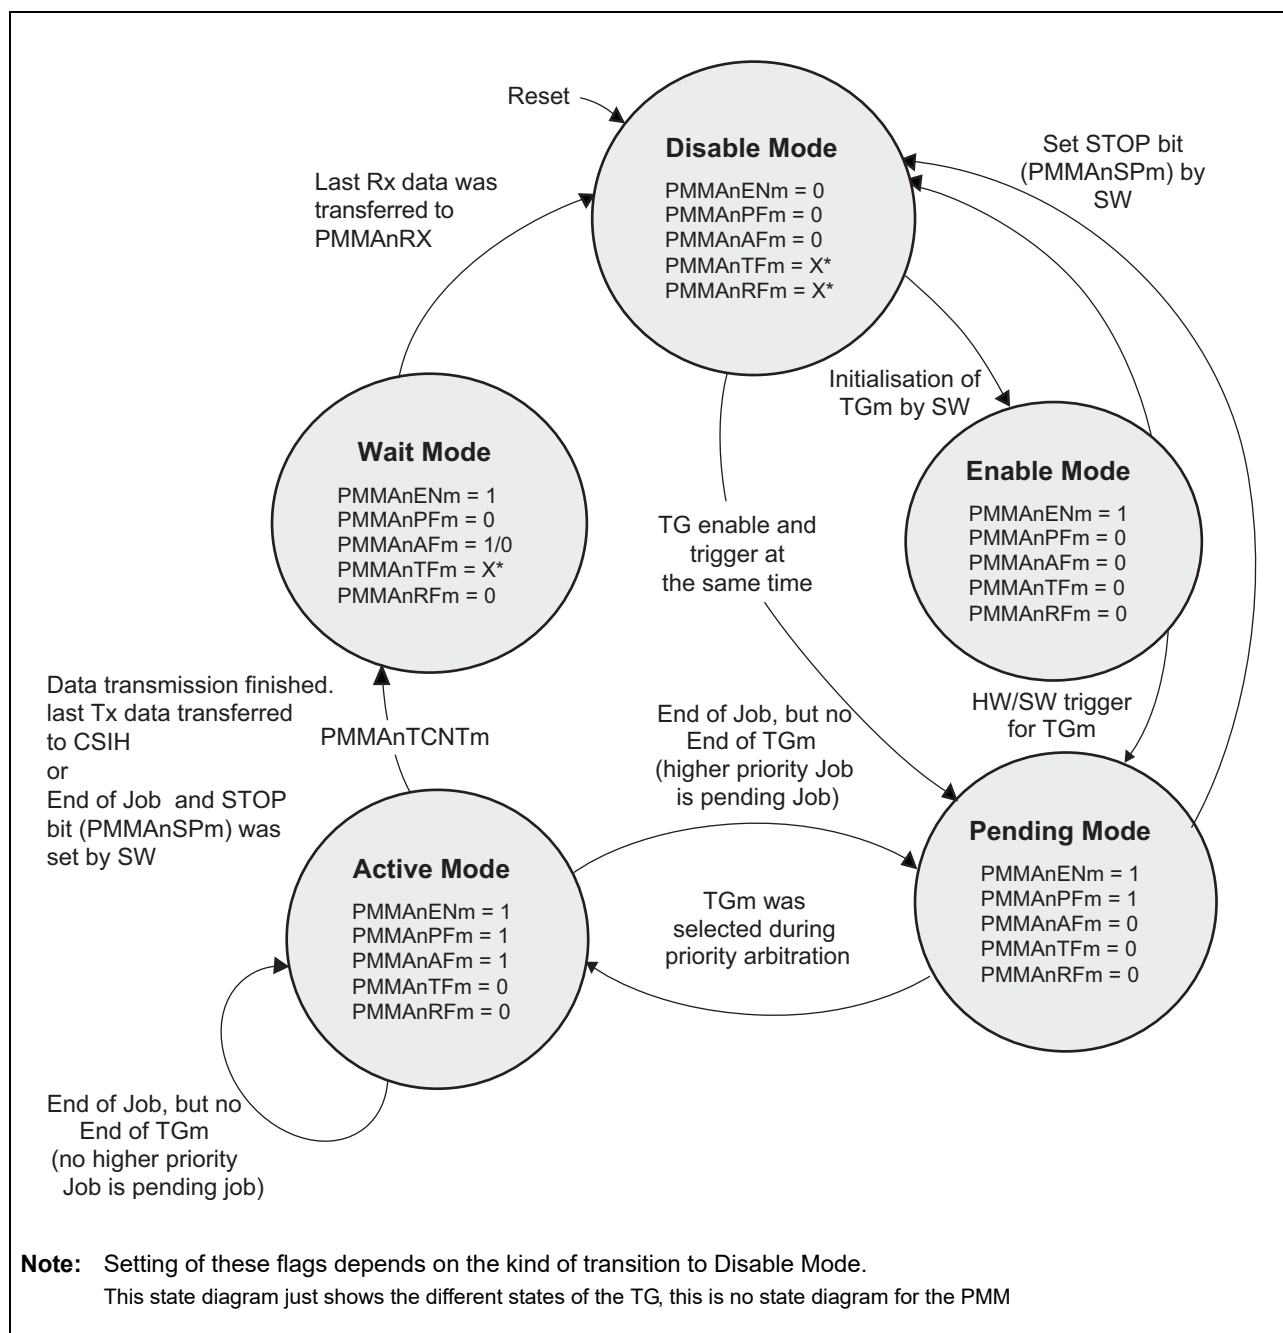 Reset
Disable Mode
PMMAnENm = 0
PMMAnPFm = 0
PMMAnAFm = 0
PMMAnTFm = X*
PMMAnRFm = X*
Set STOP bit
(PMMAnSPm) by
SW
Last Rx data was
transferred to
PMMAnRX
Initialisation of
TGm by SW
Wait Mode
PMMAnENm = 1
PMMAnPFm = 0
PMMAnAFm = 1/0
PMMAnTFm = X*
PMMAnRFm = 0
TG enable and
trigger at
the same time
Enable Mode
PMMAnENm = 1
PMMAnPFm = 0
PMMAnAFm = 0
PMMAnTFm = 0
PMMAnRFm = 0
Data transmission finished.
last Tx data transferred
to CSIH
or
End of Job and STOP
bit (PMMAnSPm) was
set by SW
PMMAnTCNTm
End of Job, but no
End of TGm
(higher priority Job
is pending Job)
HW/SW trigger
for TGm
Active Mode
PMMAnENm = 1
PMMAnPFm = 1
PMMAnAFm = 1
PMMAnTFm = 0
PMMAnRFm = 0
TGm was
selected during
priority arbitration
Pending Mode
PMMAnENm = 1
PMMAnPFm = 1
PMMAnAFm = 0
PMMAnTFm = 0
PMMAnRFm = 0
End of Job, but no
End of TGm
(no higher priority
Job is pending job)
Note: Setting of these flags depends on the kind of transition to Disable Mode.
This state diagram just shows the different states of the TG, this is no state diagram for the PMM